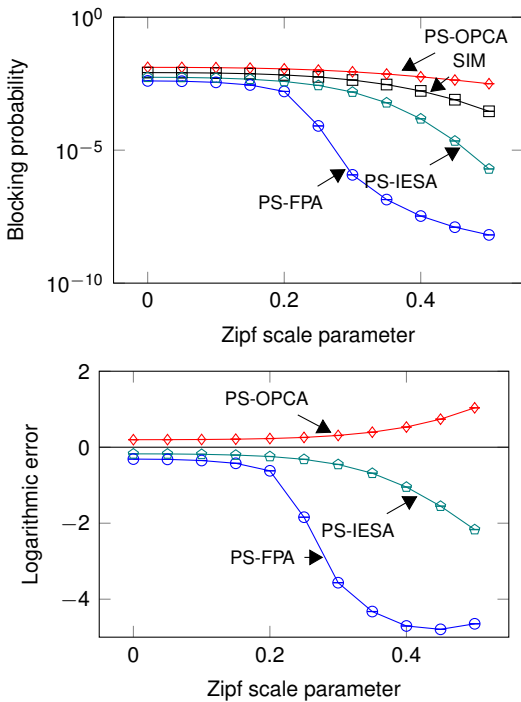 10^0
PS-OPCA
SIM
10^−5
PS-IESA
PS-FPA
10^−10
0 0.2 0.4
Blocking probability
Zipf scale parameter
2
PS-OPCA
0
−2
PS-IESA
PS-FPA
−4
0 0.2 0.4
Logarithmic error
Zipf scale parameter